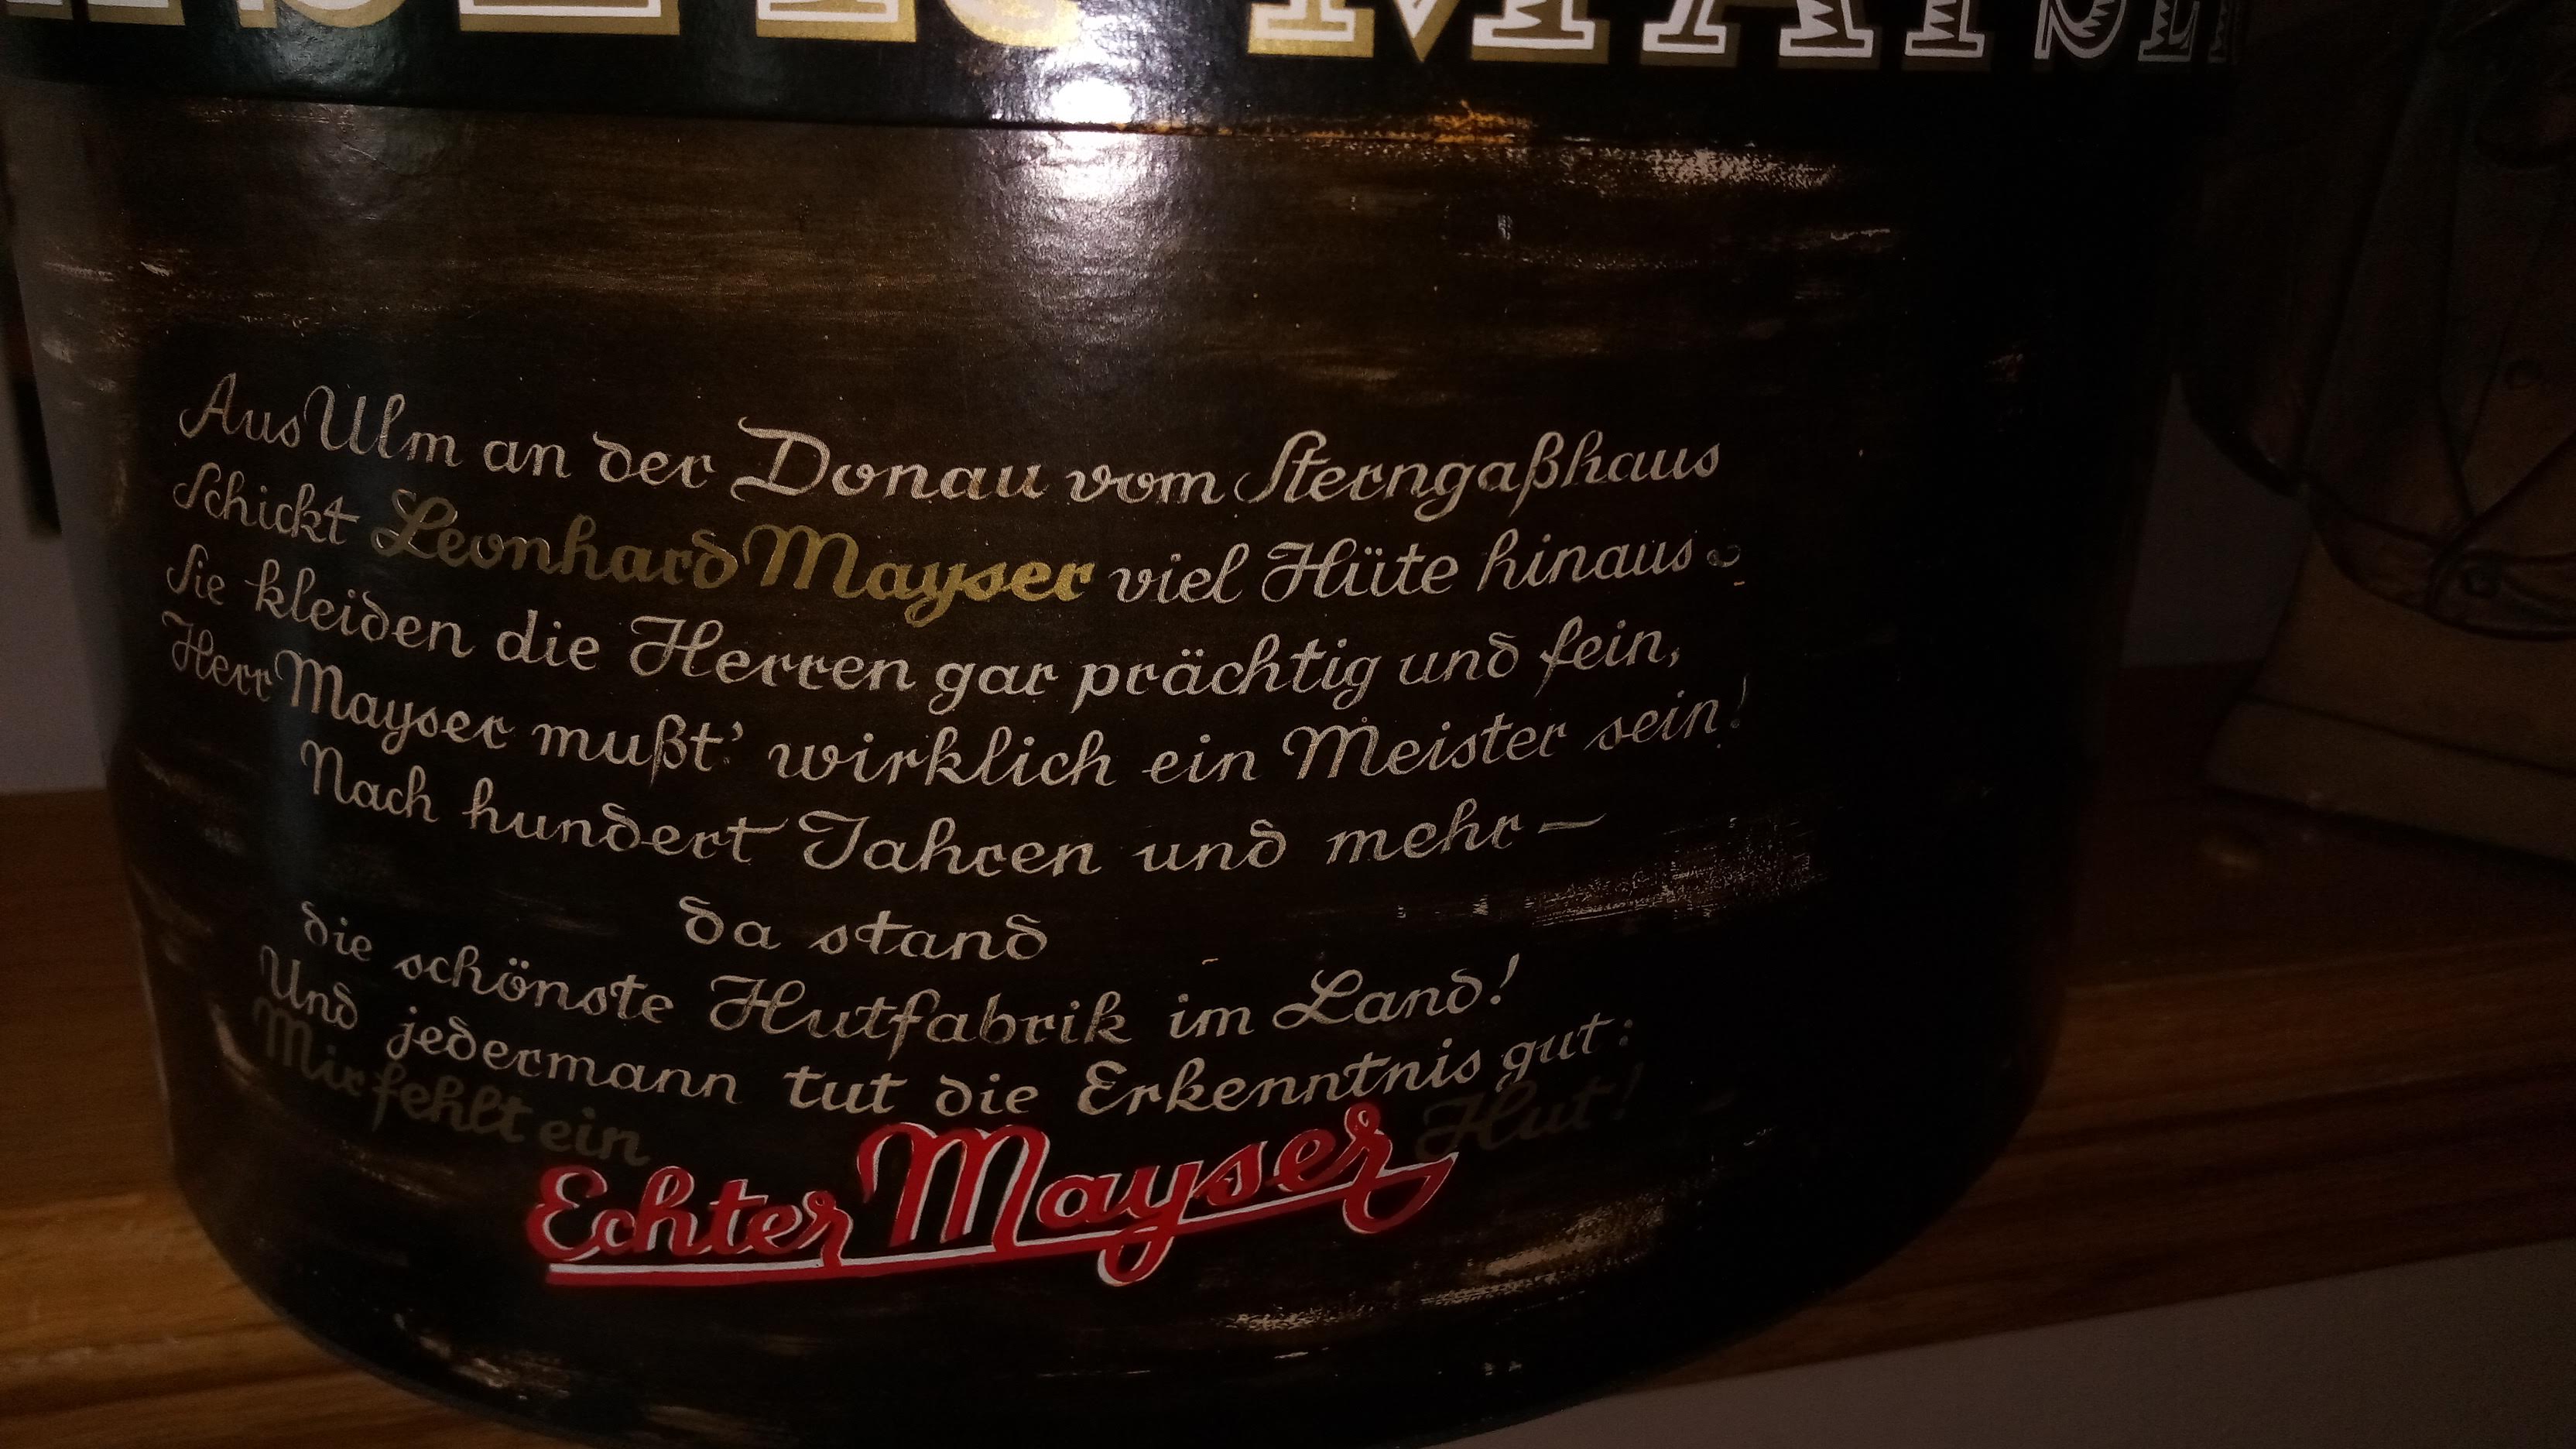 Aus Ulm an der Donau vom Sterngaßhaus
Schickt Leonhard Mayser viel Hüte hinaus
Sie kleiden die Herren gar prächtig und fein,
Herr Mayser mußt' wirklich ein Meister sein!
Nach hundert Jahren und mehr —
da stand
die schönste Hutfabrik im Land!
Und jedermann tut die Erkenntnis gut:
Mir fehlt ein Echter Mayser Hut!